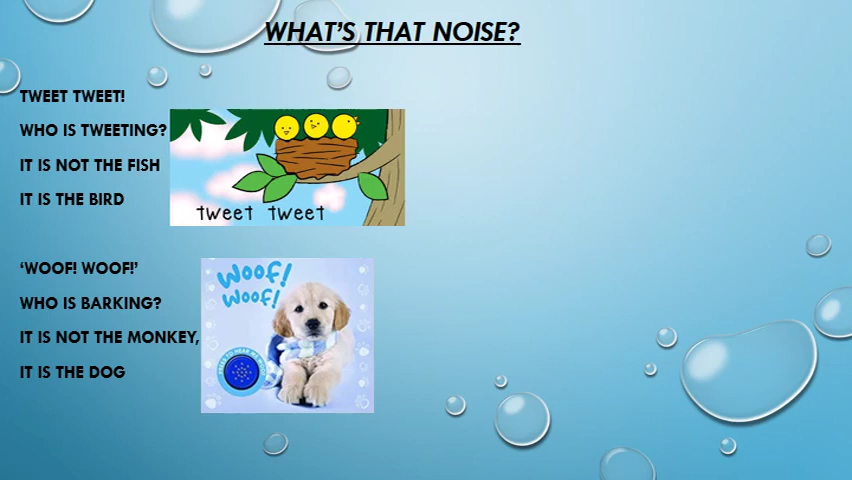 WHAT'S THAT NOISE?
TWEET TWEET!
WHO IS TWEETING?
IT IS NOT THE FISH
IT IS THE BIRD
tweet tweet
'WOOF! WOOF!'
WHO IS BARKING?
IT IS NOT THE MONKEY,
IT IS THE DOG
Woof!
Woof!